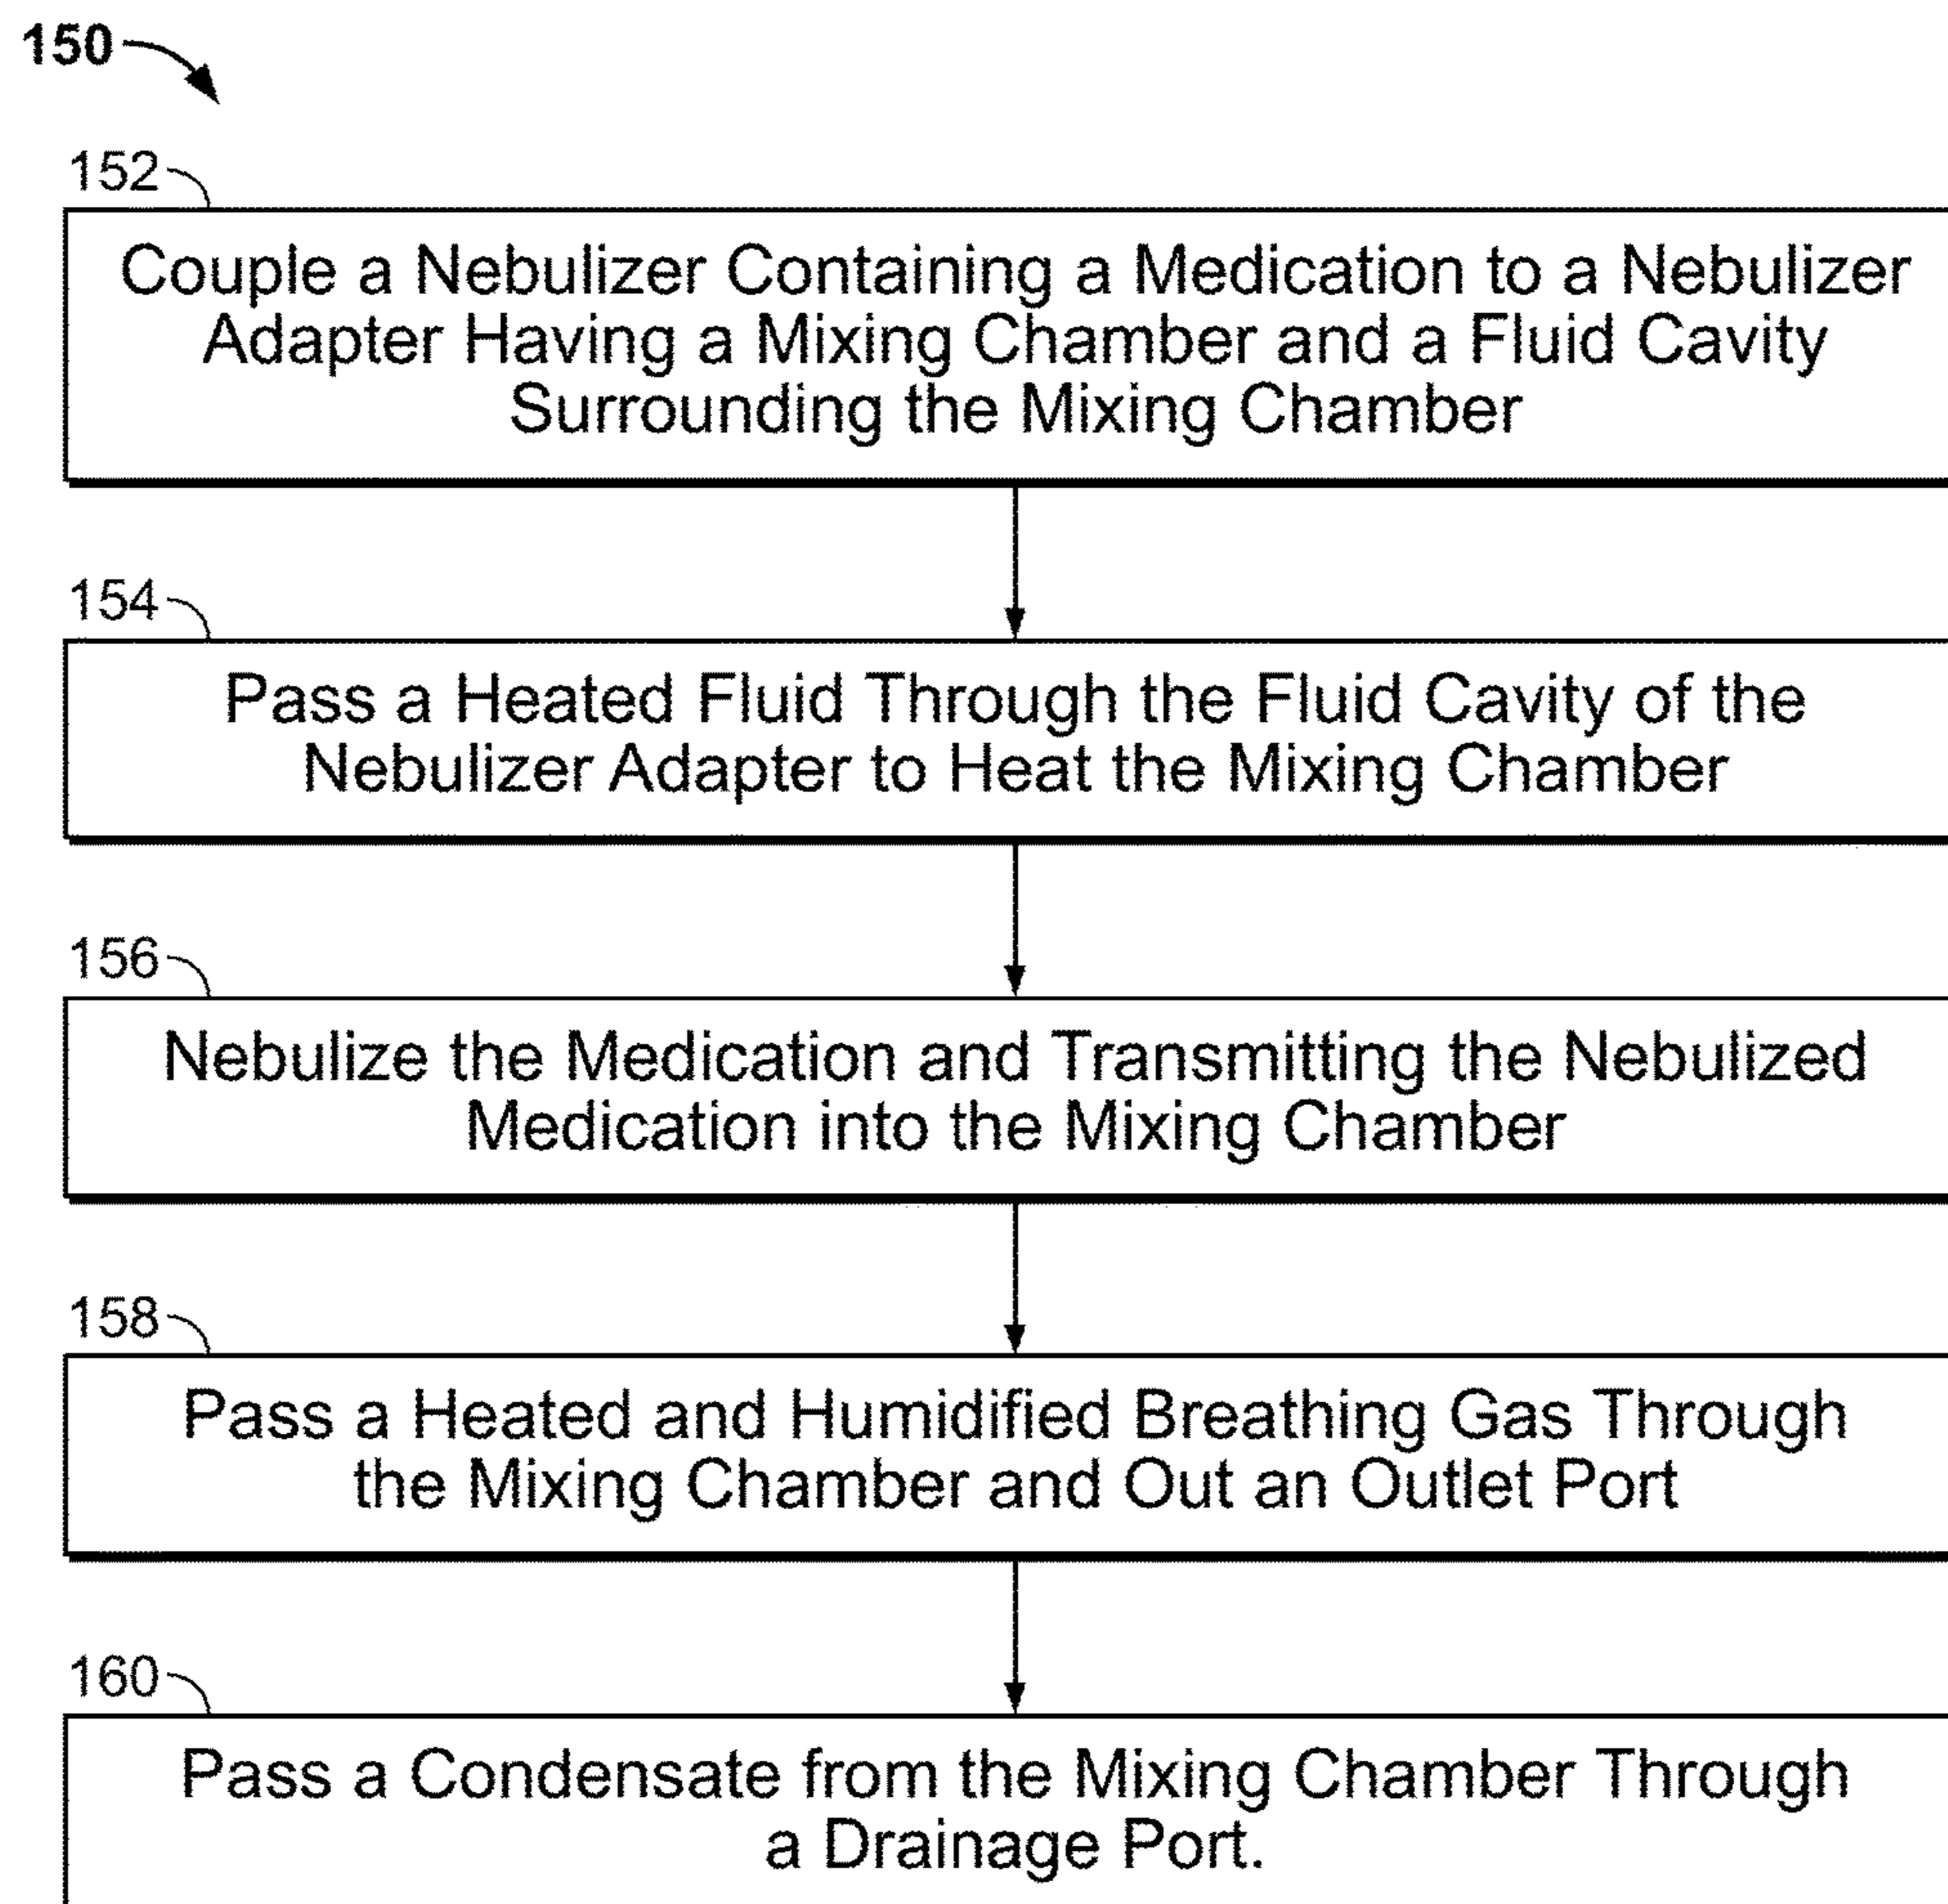 150
152
Couple a Nebulizer Containing a Medication to a Nebulizer
Adapter Having a Mixing Chamber and a Fluid Cavity
Surrounding the Mixing Chamber
154
Pass a Heated Fluid Through the Fluid Cavity of the
Nebulizer Adapter to Heat the Mixing Chamber
156
Nebulize the Medication and Transmitting the Nebulized
Medication into the Mixing Chamber
158
Pass a Heated and Humidified Breathing Gas Through
the Mixing Chamber and Out an Outlet Port
160
Pass a Condensate from the Mixing Chamber Through
a Drainage Port.